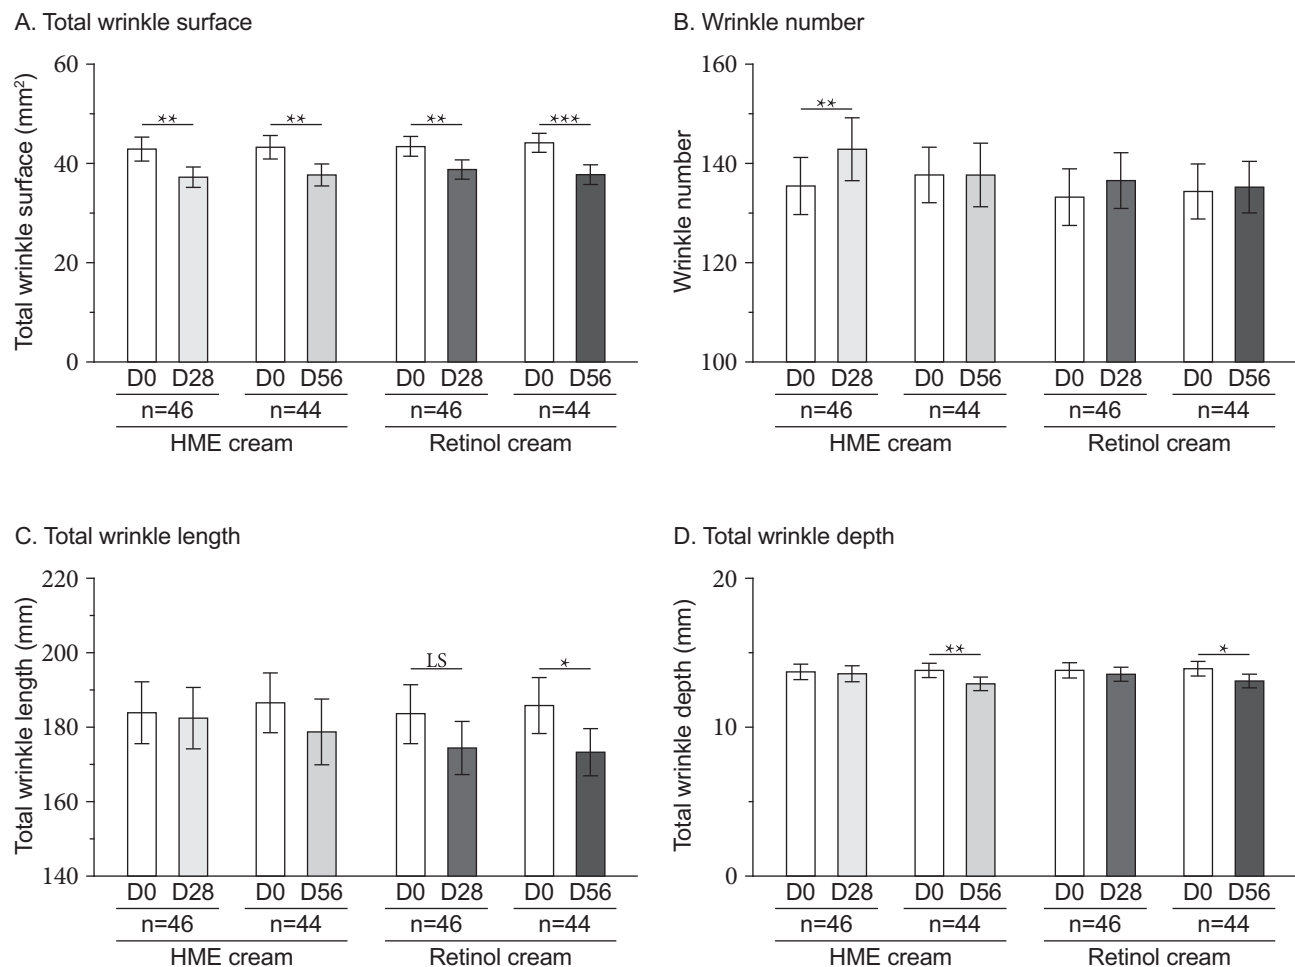 A. Total wrinkle surface
Total wrinkle surface (mm²)
60
40
20
0
** ** ** ***
D0 D28 D0 D56 D0 D28 D0 D56
n=46 n=44 n=46 n=44
HME cream Retinol cream
B. Wrinkle number
Wrinkle number
160
140
120
100
**
D0 D28 D0 D56 D0 D28 D0 D56
n=46 n=44 n=46 n=44
HME cream Retinol cream
C. Total wrinkle length
Total wrinkle length (mm)
220
200
180
160
140
LS *
D0 D28 D0 D56 D0 D28 D0 D56
n=46 n=44 n=46 n=44
HME cream Retinol cream
D. Total wrinkle depth
Total wrinkle depth (mm)
20
10
0
** *
D0 D28 D0 D56 D0 D28 D0 D56
n=46 n=44 n=46 n=44
HME cream Retinol cream